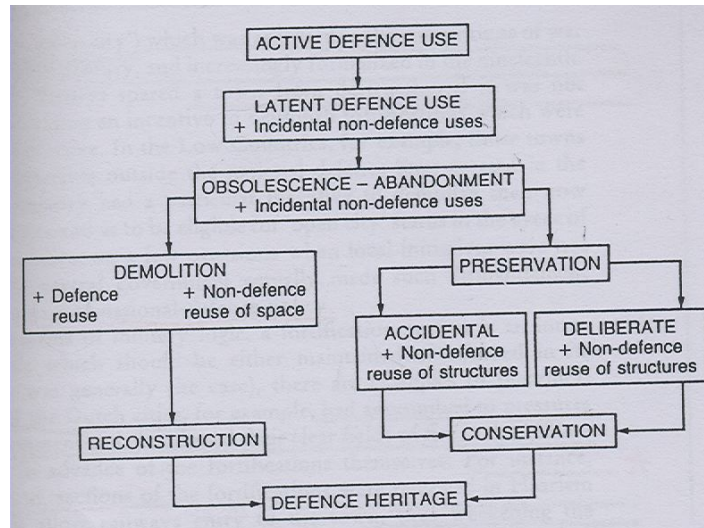 ACTIVE DEFENCE USE
LATENT DEFENCE USE
+ Incidental non-defence uses
OBSOLESCENCE – ABANDONMENT
+ Incidental non-defence uses
DEMOLITION
+ Defence reuse
+ Non-defence reuse of space
PRESERVATION
ACCIDENTAL
+ Non-defence
reuse of structures
DELIBERATE
+ Non-defence
reuse of structures
RECONSTRUCTION
CONSERVATION
DEFENCE HERITAGE